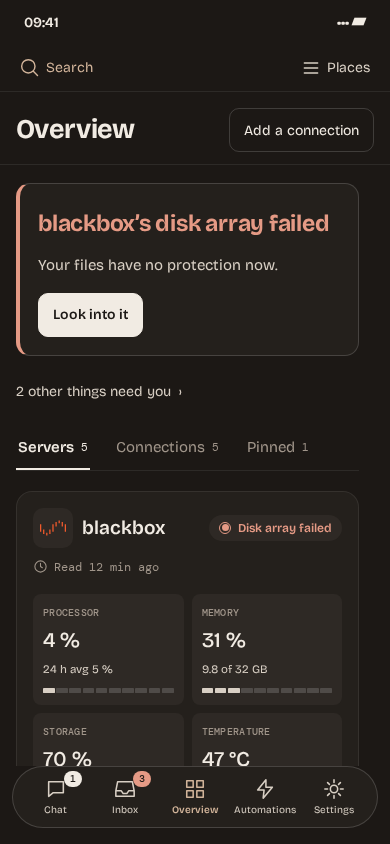 09:41
Search
Places
Overview
Add a connection
blackbox's disk array failed
Your files have no protection now.
Look into it
2 other things need you ›
Servers 5 Connections 5 Pinned 1
blackbox
Disk array failed
Read 12 min ago
PROCESSOR
4 %
24 h avg 5 %
MEMORY
31 %
9.8 of 32 GB
STORAGE
70 %
TEMPERATURE
47 °C
1
3
Chat
Inbox
Overview
Automations
Settings